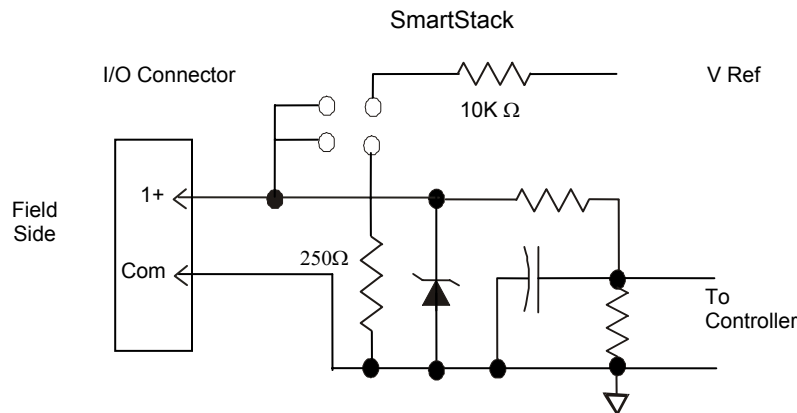 SmartStack
I/O Connector
V Ref
10K Ω
1+
Field
Side
Com
250Ω
To
Controller